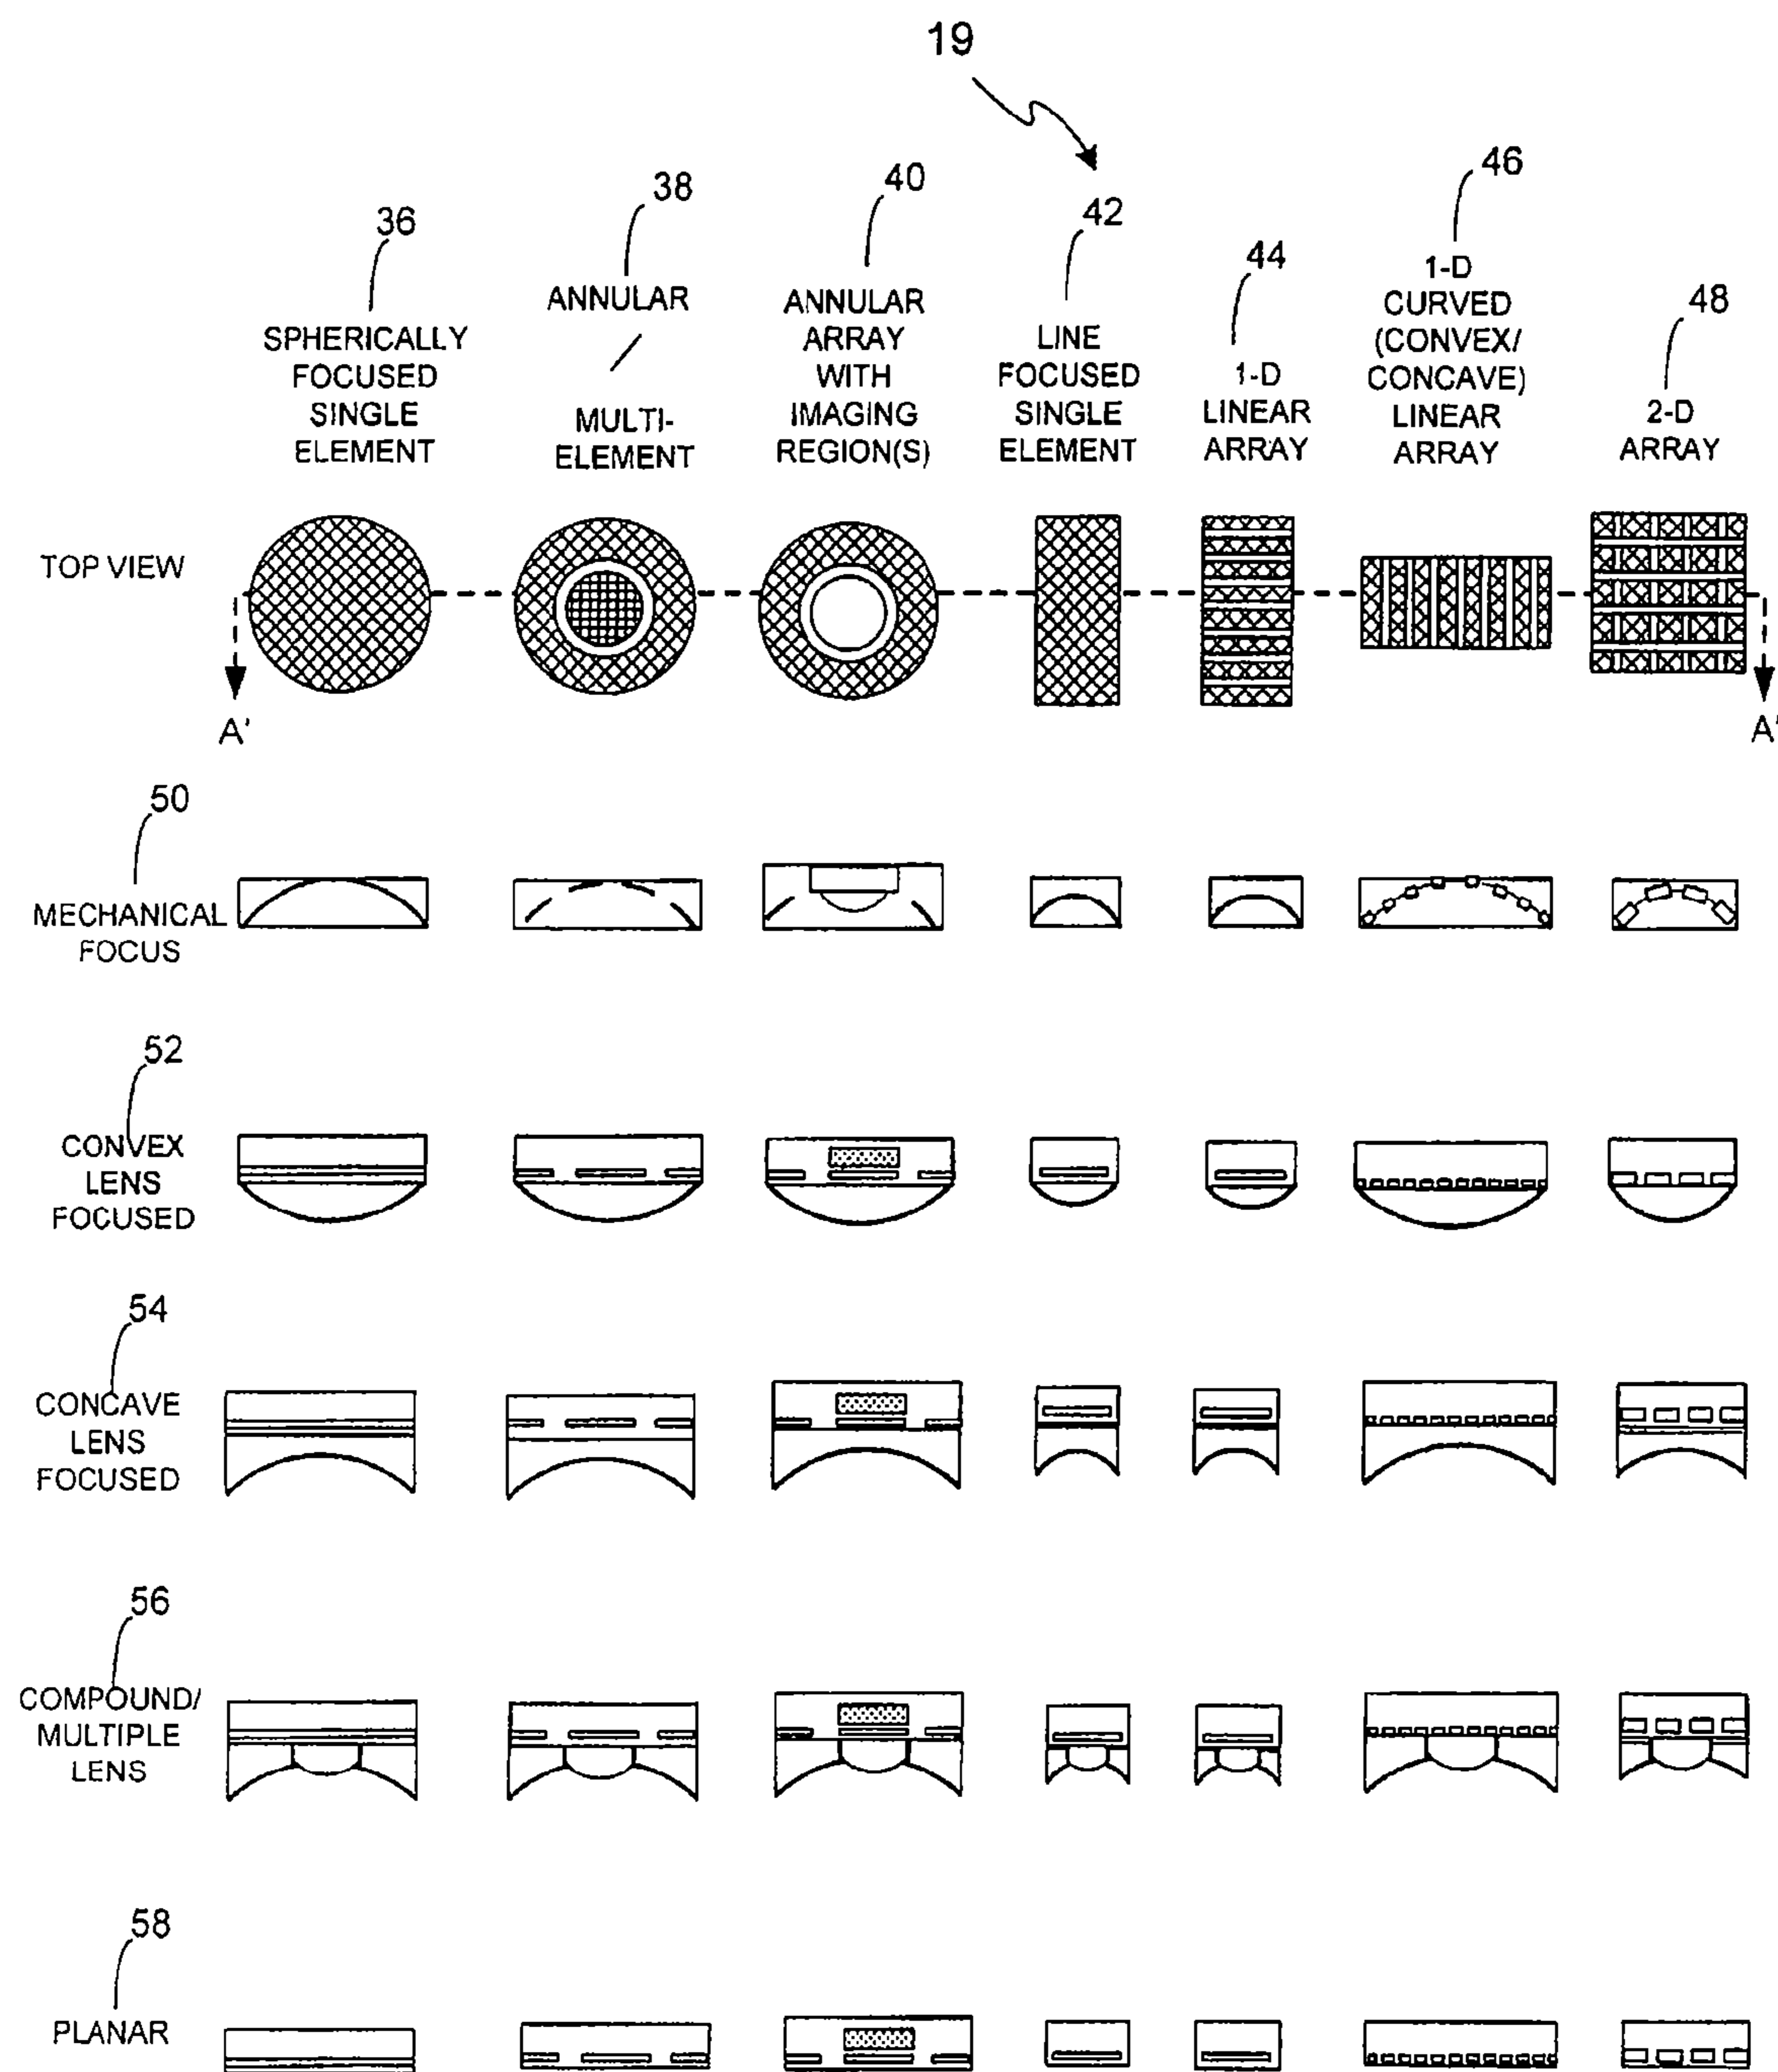 19
36
SPHERICALLY
FOCUSED
SINGLE
ELEMENT
38
ANNULAR
MULTI-
ELEMENT
40
ANNULAR
ARRAY
WITH
IMAGING
REGION(S)
42
LINE
FOCUSED
SINGLE
ELEMENT
44
1-D
LINEAR
ARRAY
46
1-D
CURVED
(CONVEX/
CONCAVE)
LINEAR
ARRAY
48
2-D
ARRAY
TOP VIEW
A'
A'
50
MECHANICAL
FOCUS
52
CONVEX
LENS
FOCUSED
54
CONCAVE
LENS
FOCUSED
56
COMPOUND/
MULTIPLE
LENS
58
PLANAR